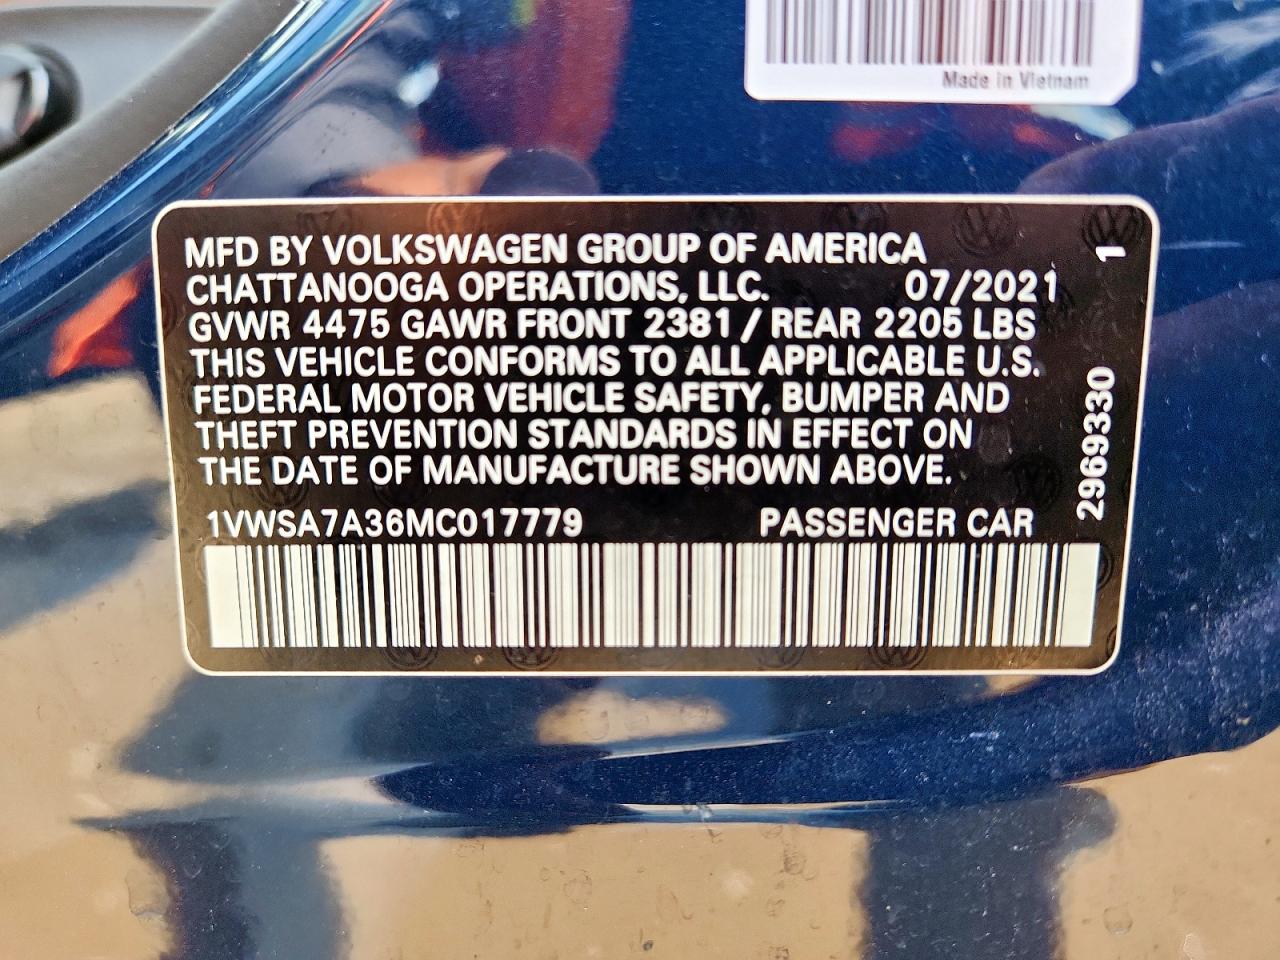 Made in Vietnam
MFD BY VOLKSWAGEN GROUP OF AMERICA
CHATTANOOGA OPERATIONS, LLC. 07/2021
GVWR 4475 GAWR FRONT 2381 / REAR 2205 LBS
THIS VEHICLE CONFORMS TO ALL APPLICABLE U.S.
FEDERAL MOTOR VEHICLE SAFETY, BUMPER AND
THEFT PREVENTION STANDARDS IN EFFECT ON
THE DATE OF MANUFACTURE SHOWN ABOVE.
1VWSA7A36MC017779 PASSENGER CAR
2969330 1